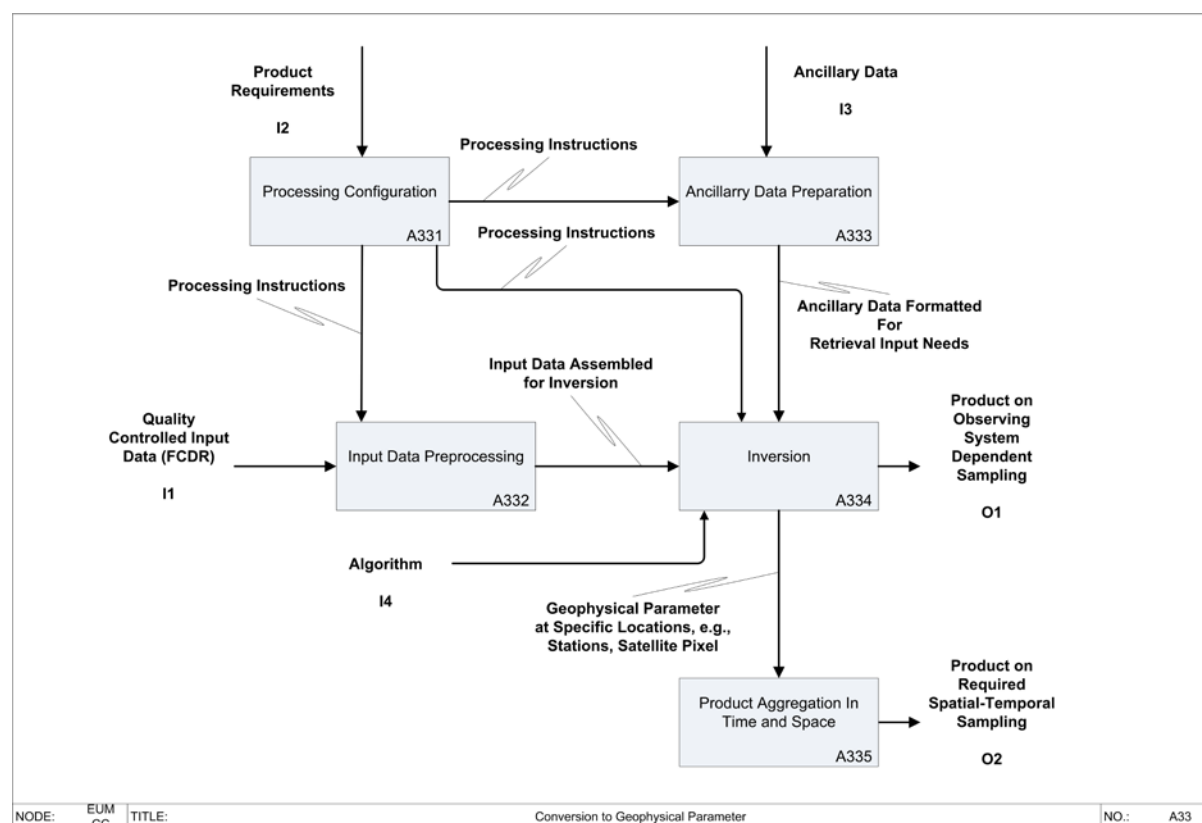 Product
Requirements
I2
Ancillary Data
I3
Processing Instructions
Processing Configuration
A331
Ancillarry Data Preparation
A333
Processing Instructions
Processing Instructions
Ancillary Data Formatted
For
Retrieval Input Needs
Input Data Assembled
for Inversion
Quality
Controlled Input
Data (FCDR)
I1
Input Data Preprocessing
A332
Inversion
A334
Product on
Observing
System
Dependent
Sampling
O1
Algorithm
I4
Geophysical Parameter
at Specific Locations, e.g.,
Stations, Satellite Pixel
Product Aggregation In
Time and Space
A335
Product on
Required
Spatial-Temporal
Sampling
O2
NODE:
EUM
TITLE:
Conversion to Geophysical Parameter
NO.:
A33